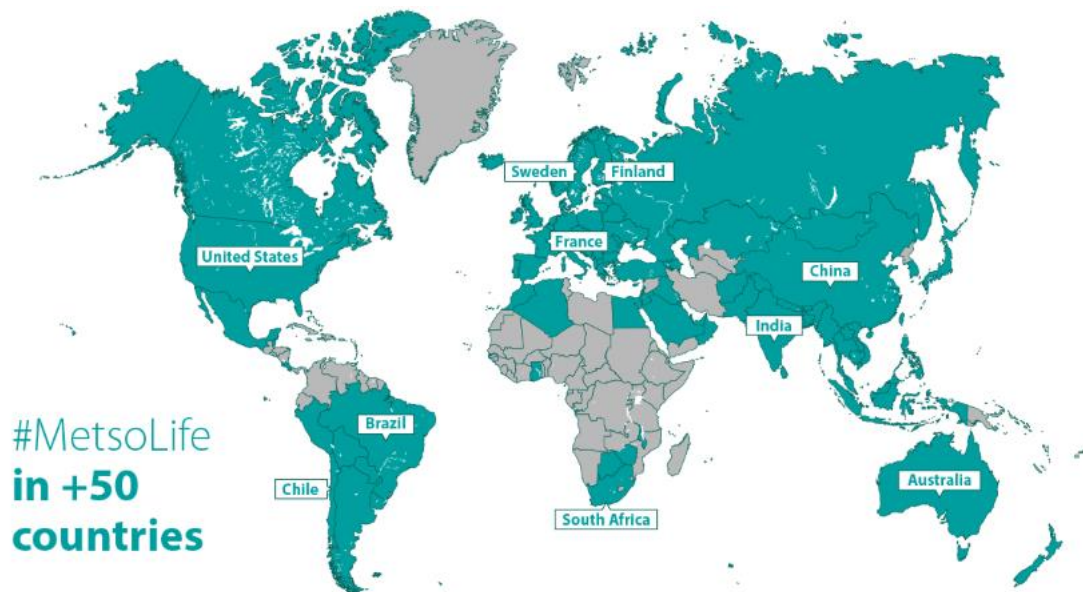 Sweden
Finland
France
United States
China
India
Brazil
#MetsoLife
in +50
countries
Chile
Australia
South Africa